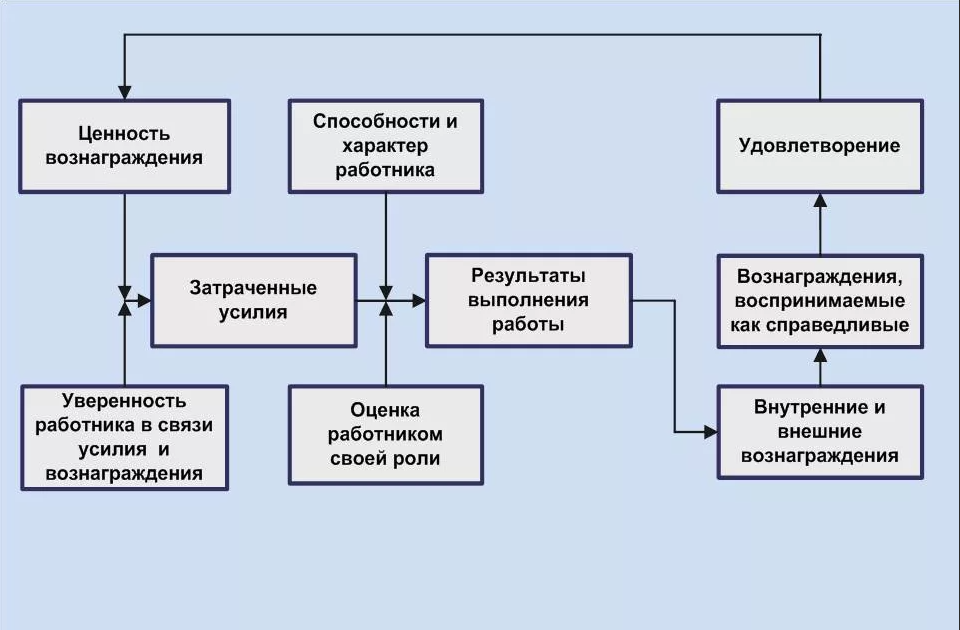 Ценность
вознаграждения
Способности и
характер
работника
Удовлетворение
Затраченные
усилия
Результаты
выполнения
работы
Вознаграждения,
воспринимаемые
как справедливые
Уверенность
работника в связи
усилия и
вознаграждения
Оценка
работником
своей роли
Внутренние и
внешние
вознаграждения